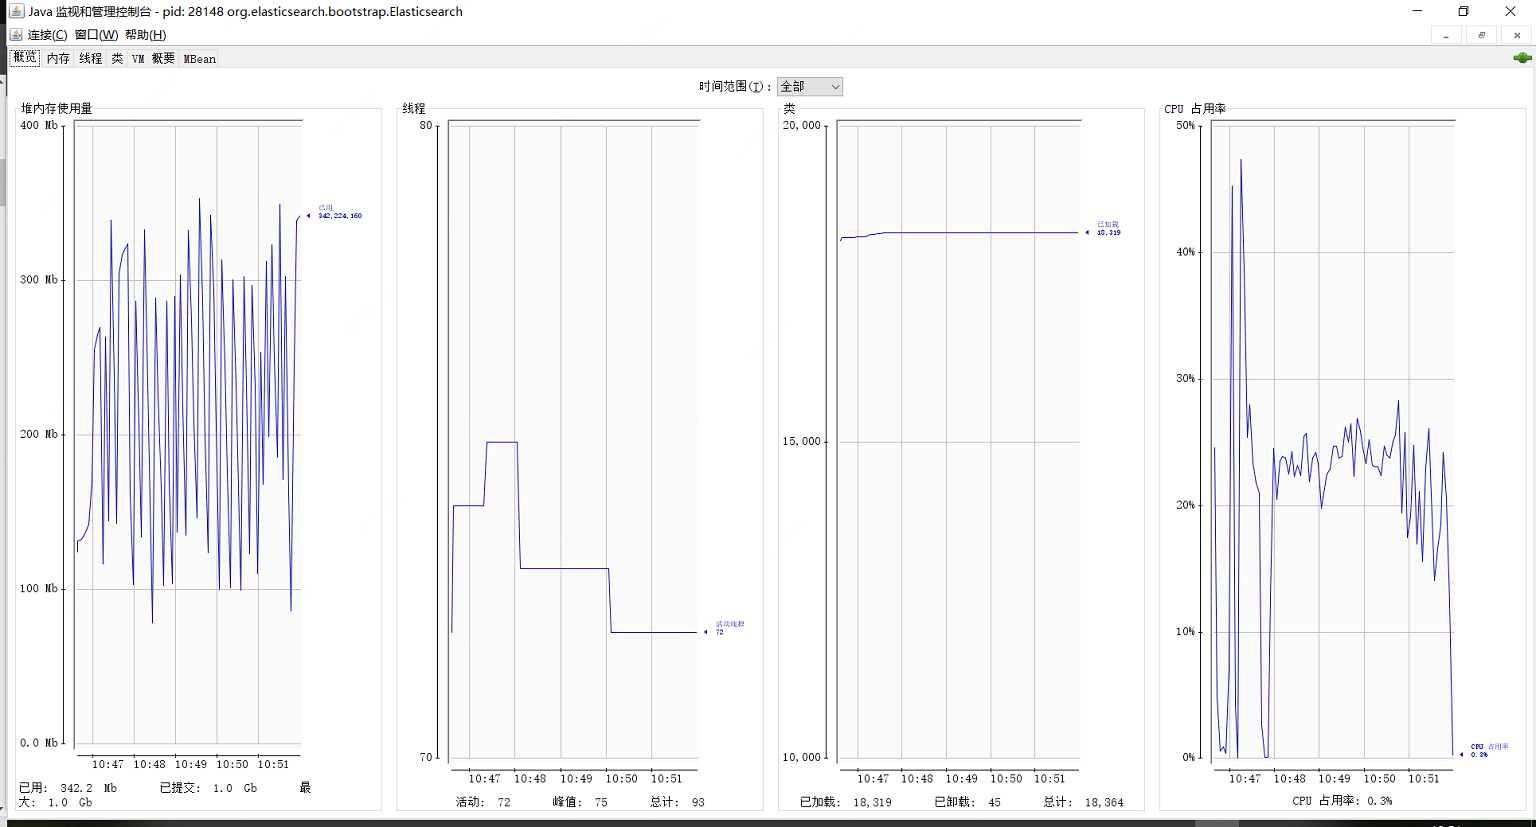 Java 监视和管理控制台 - pid: 28148 org.elasticsearch.bootstrap.Elasticsearch
连接(C) 窗口(W) 帮助(H)
概览 内存 线程 类 VM 概要 MBean
时间范围(I): 全部
堆内存使用量
400 Mb
300 Mb
200 Mb
100 Mb
0.0 Mb
已用
342,224,160
10:47 10:48 10:49 10:50 10:51
已用: 342.2 Mb 已提交: 1.0 Gb 最
大: 1.0 Gb
线程
80
70
活动线程
72
10:47 10:48 10:49 10:50 10:51
活动: 72 峰值: 75 总计: 93
类
20,000
15,000
10,000
已加载
18,319
10:47 10:48 10:49 10:50 10:51
已加载: 18,319 已卸载: 45 总计: 18,364
CPU 占用率
50%
40%
30%
20%
10%
0%
CPU 占用率
0.3%
10:47 10:48 10:49 10:50 10:51
CPU 占用率: 0.3%